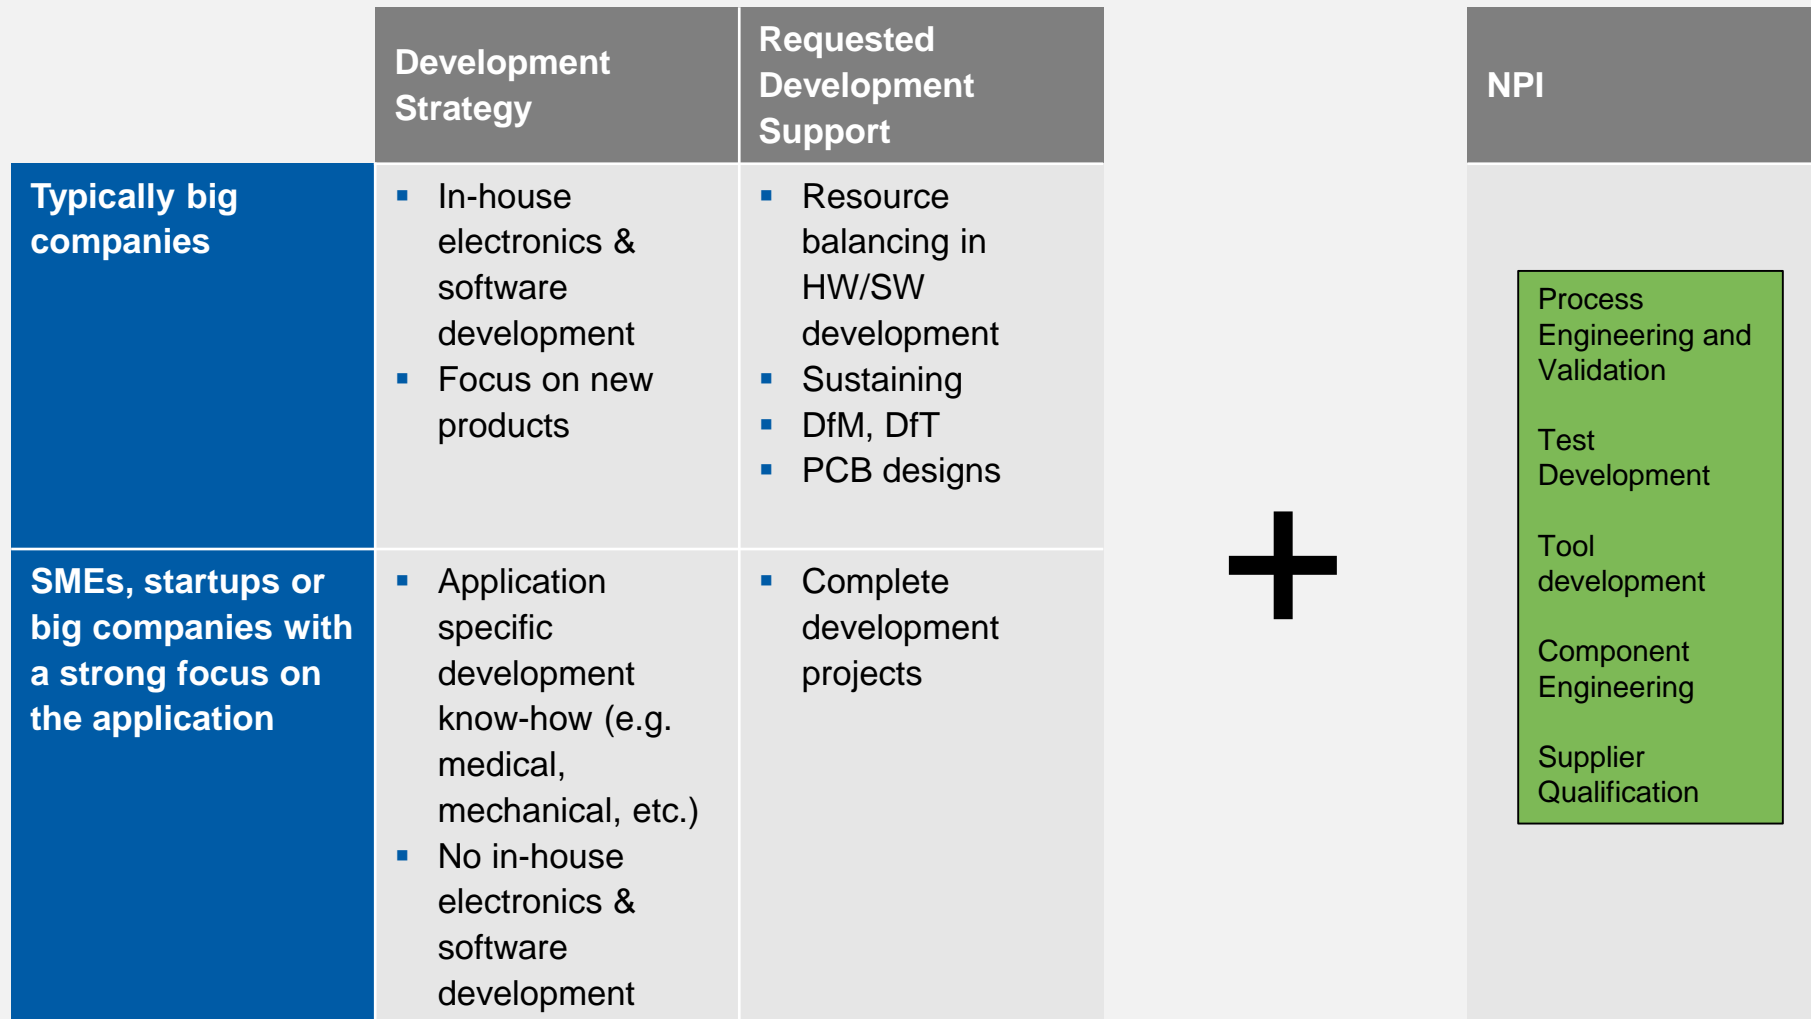 Development
Strategy
Requested
Development
Support
NPI
Typically big
companies
▪ In-house
electronics &
software
development
▪ Focus on new
products
▪ Resource
balancing in
HW/SW
development
▪ Sustaining
▪ DfM, DfT
▪ PCB designs
SMEs, startups or
big companies with
a strong focus on
the application
▪ Application
specific
development
know-how (e.g.
medical,
mechanical, etc.)
▪ No in-house
electronics &
software
development
▪ Complete
development
projects
+
Process
Engineering and
Validation
Test
Development
Tool
development
Component
Engineering
Supplier
Qualification